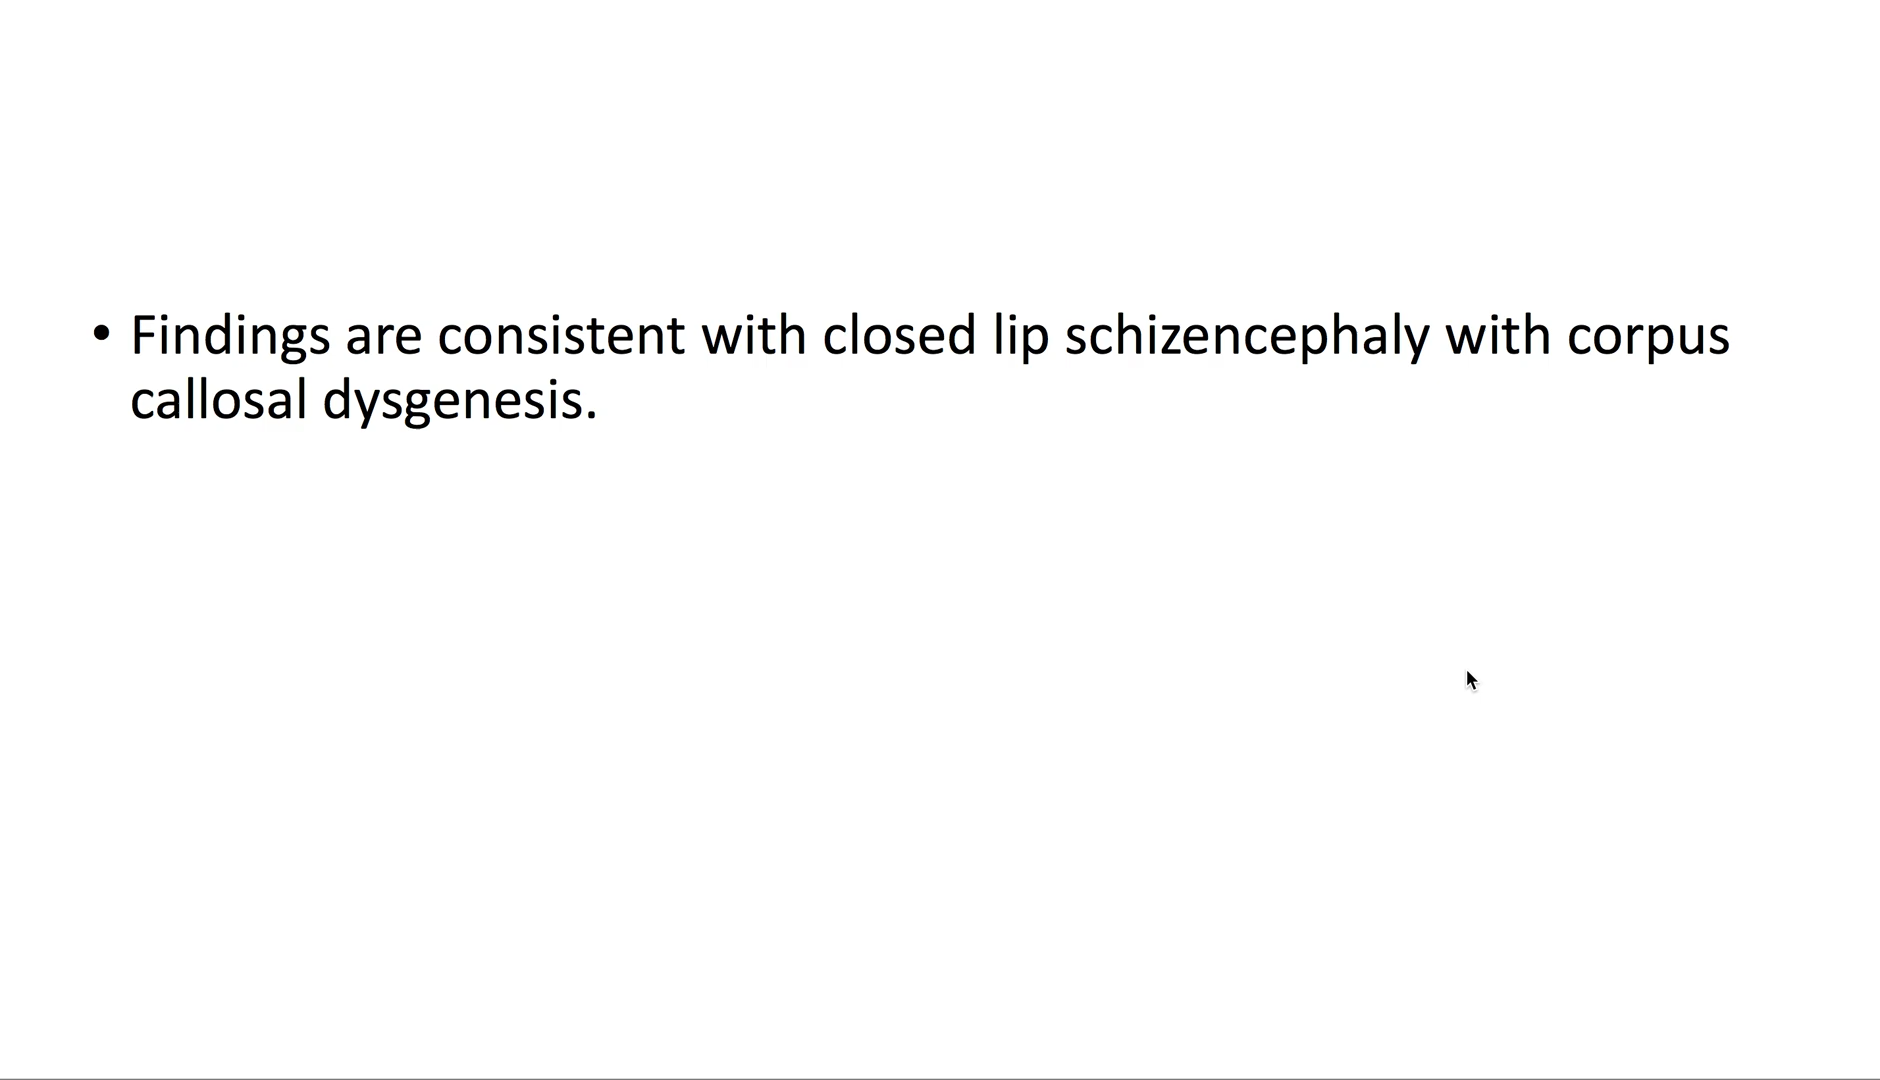 • Findings are consistent with closed lip schizencephaly with corpus
callosal dysgenesis.